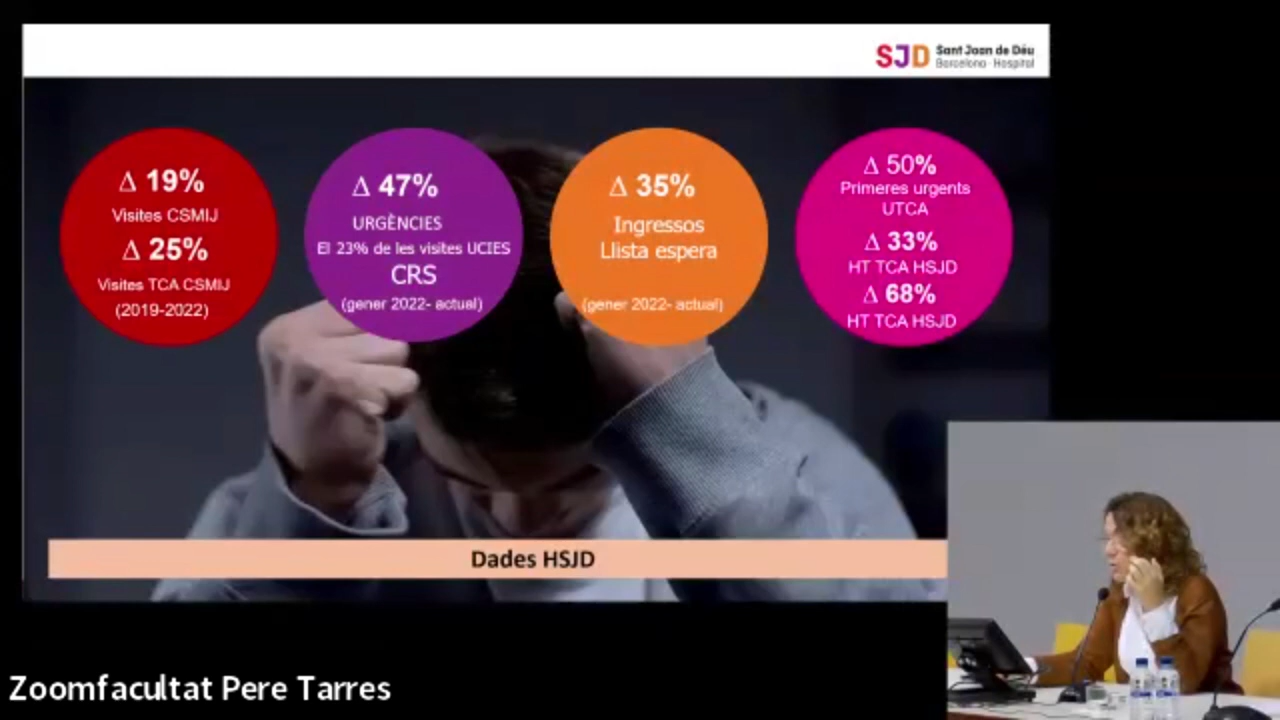 SJD Sant Joan de Déu
Barcelona · Hospital
Δ 19%
Visites CSMIJ
Δ 25%
Visites TCA CSMIJ
(2019-2022)
Δ 47%
URGÈNCIES
El 23% de les visites UCIES
CRS
(gener 2022- actual)
Δ 35%
Ingressos
Llista espera
(gener 2022- actual)
Δ 50%
Primeres urgents
UTCA
Δ 33%
HT TCA HSJD
Δ 68%
HT TCA HSJD
Dades HSJD
Zoomfacultat Pere Tarres